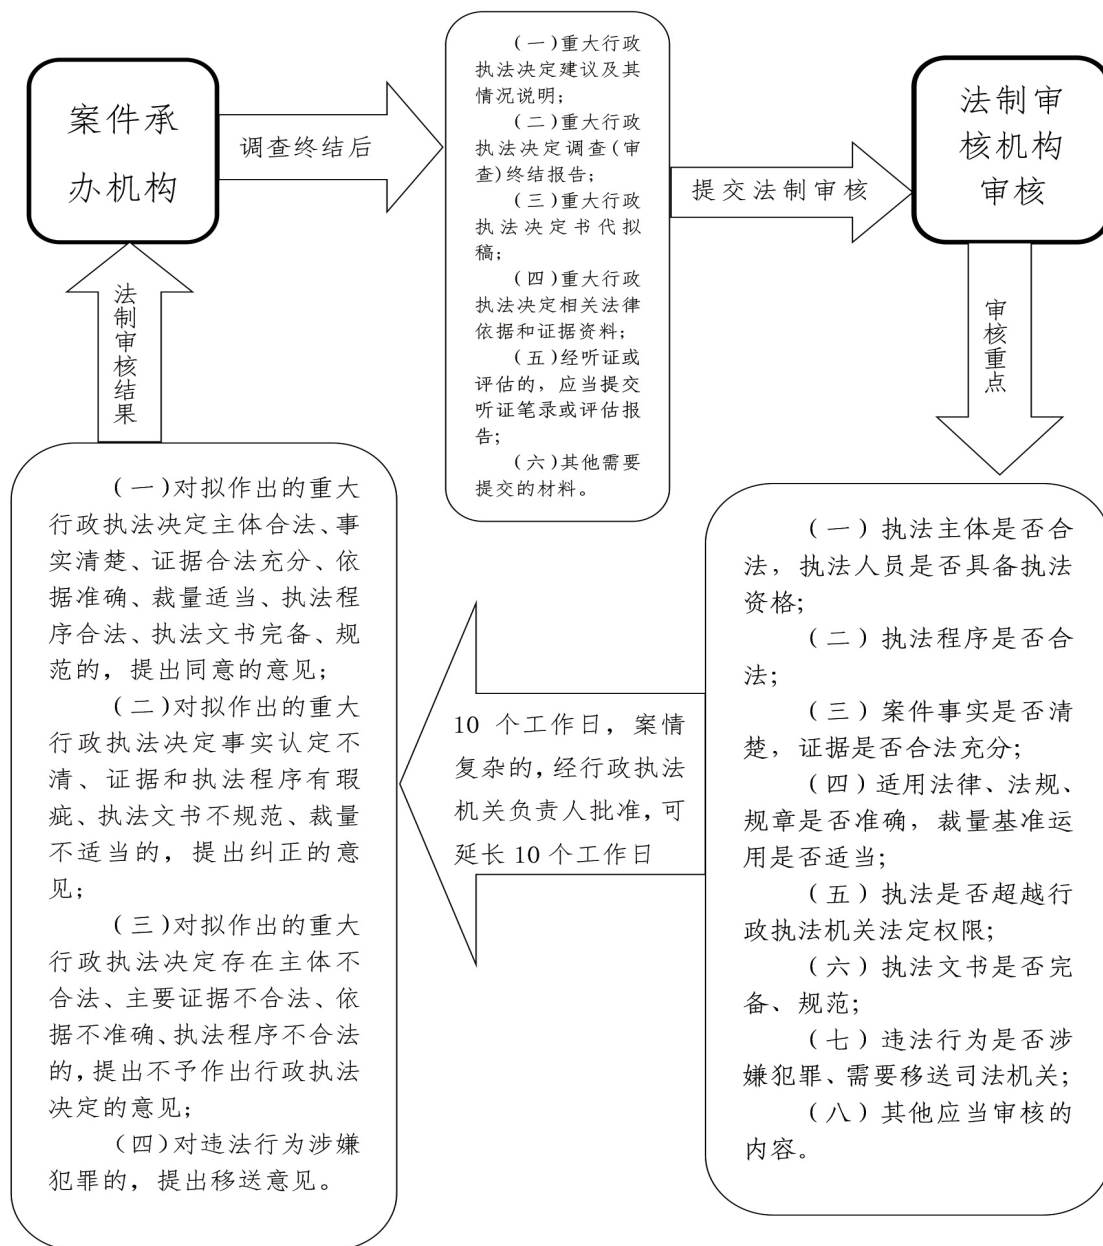 案件承
办机构
调查终结后
（一）重大行政
执法决定建议及其
情况说明；
（二）重大行政
执法决定调查（审
查）终结报告；
（三）重大行政
执法决定书代拟
稿；
（四）重大行政
执法决定相关法律
依据和证据资料；
（五）经听证或
评估的，应当提交
听证笔录或评估报
告；
（六）其他需要
提交的材料。
提交法制审核
法制审
核机构
审核
审核重点
（一）执法主体是否合
法，执法人员是否具备执法
资格；
（二）执法程序是否合
法；
（三）案件事实是否清
楚，证据是否合法充分；
（四）适用法律、法规、
规章是否准确，裁量基准运
用是否适当；
（五）执法是否超越行
政执法机关法定权限；
（六）执法文书是否完
备、规范；
（七）违法行为是否涉
嫌犯罪、需要移送司法机关；
（八）其他应当审核的
内容。
10 个工作日，案情
复杂的，经行政执法
机关负责人批准，可
延长 10 个工作日
（一）对拟作出的重大
行政执法决定主体合法、事
实清楚、证据合法充分、依
据准确、裁量适当、执法程
序合法、执法文书完备、规
范的，提出同意的意见；
（二）对拟作出的重大
行政执法决定事实认定不
清、证据和执法程序有瑕
疵、执法文书不规范、裁量
不适当的，提出纠正的意
见；
（三）对拟作出的重大
行政执法决定存在主体不
合法、主要证据不合法、依
据不准确、执法程序不合法
的，提出不予作出行政执法
决定的意见；
（四）对违法行为涉嫌
犯罪的，提出移送意见。
法制审核结果